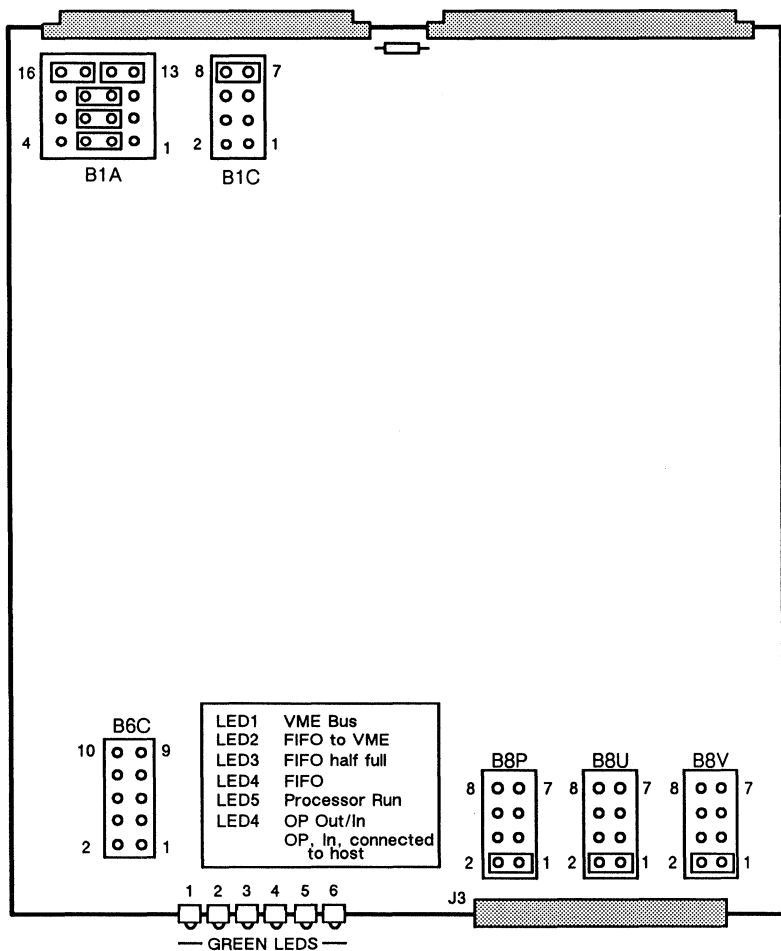 16 13 8 7
4 1 2 1
B1A B1C
B6C
10 9
2 1
LED1 VME Bus
LED2 FIFO to VME
LED3 FIFO half full
LED4 FIFO
LED5 Processor Run
LED4 OP Out/In
OP, In, connected
to host
B8P B8U B8V
8 7 8 7 8 7
2 1 2 1 2 1
J3
1 2 3 4 5 6
GREEN LEDS